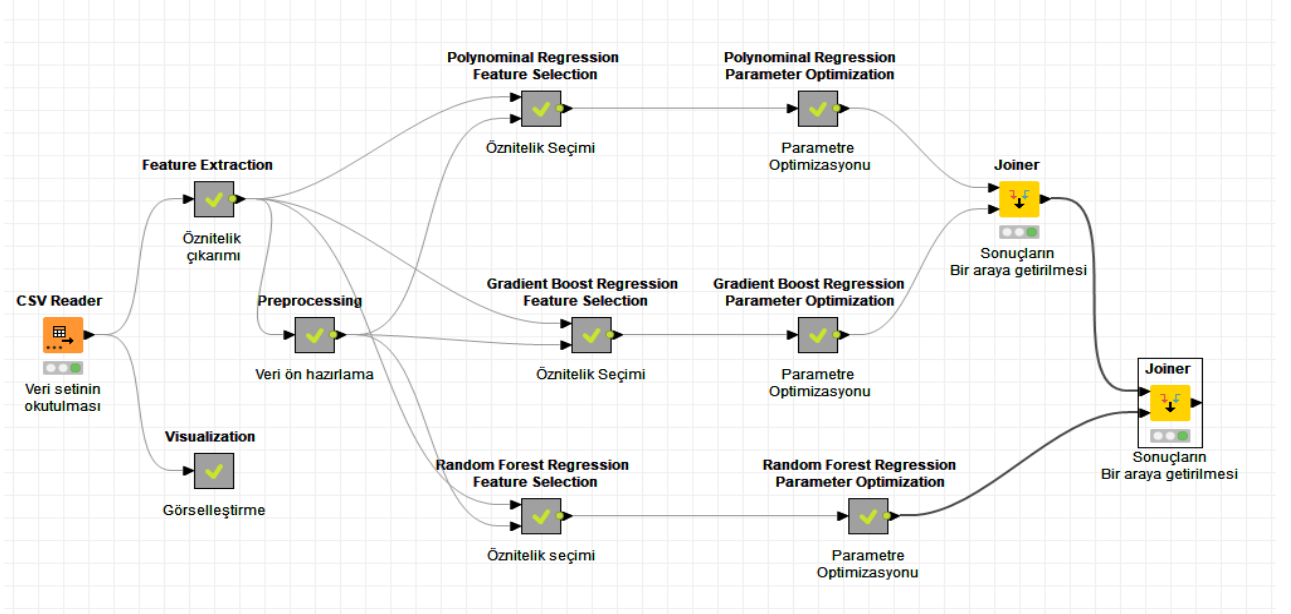 Polynominal Regression
Feature Selection
Öznitelik Seçimi
Polynominal Regression
Parameter Optimization
Parametre
Optimizasyonu
Feature Extraction
Öznitelik
çıkarımı
Joiner
Sonuçların
Bir araya getirilmesi
CSV Reader
Veri setinin
okutulması
Preprocessing
Veri ön hazırlama
Gradient Boost Regression
Feature Selection
Öznitelik Seçimi
Gradient Boost Regression
Parameter Optimization
Parametre
Optimizasyonu
Joiner
Sonuçların
Bir araya getirilmesi
Visualization
Görselleştirme
Random Forest Regression
Feature Selection
Öznitelik seçimi
Random Forest Regression
Parameter Optimization
Parametre
Optimizasyonu